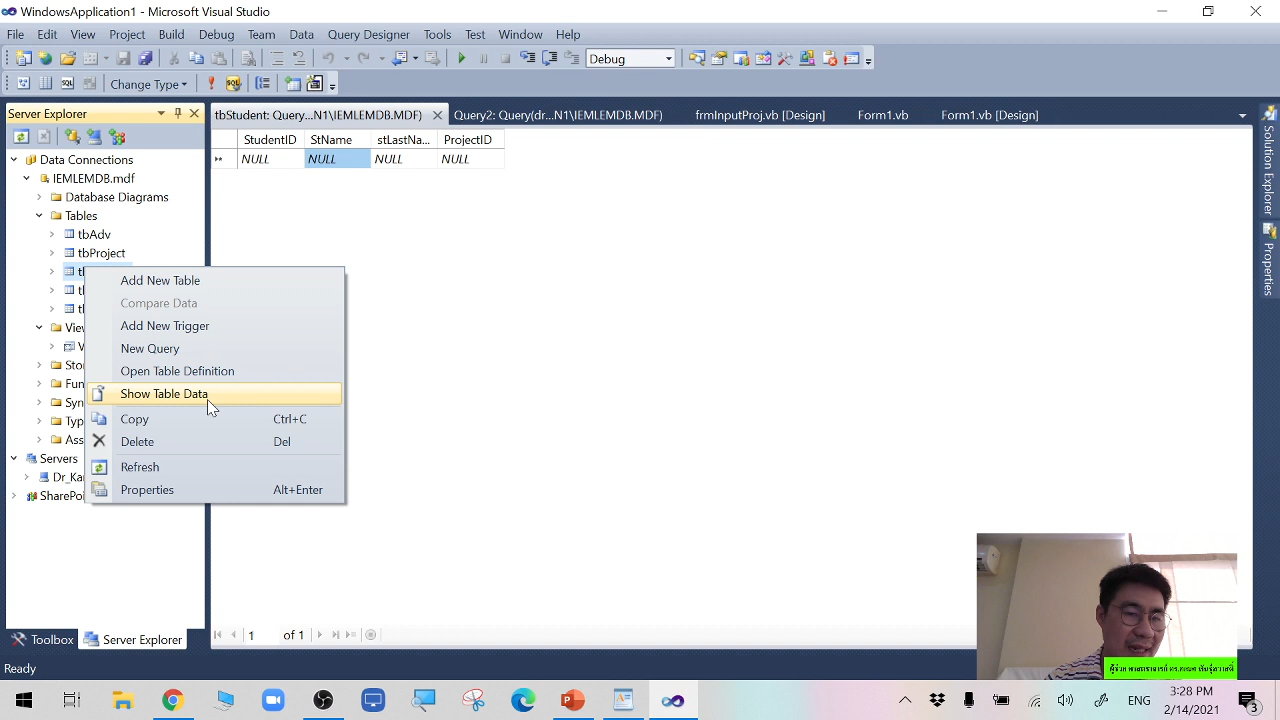 WindowsApplication1 - Microsoft Visual Studio
File Edit View Project Build Debug Team Data Query Designer Tools Test Window Help
Debug
Change Type
Server Explorer
tbStudent: Query...N1\IEMLEMDB.MDF) Query2: Query(dr...N1\IEMLEMDB.MDF) frmInputProj.vb [Design] Form1.vb Form1.vb [Design]
StudentID StName stLastNa... ProjectID
NULL NULL NULL NULL
Data Connections
IEMLEMDB.mdf
Database Diagrams
Tables
tbAdv
tbProject
Add New Table
Compare Data
Add New Trigger
New Query
Open Table Definition
Show Table Data
Copy Ctrl+C
Delete Del
Refresh
Properties Alt+Enter
Servers
Dr_Ka
SharePoi
1 of 1
Toolbox Server Explorer
Ready
Solution Explorer
Properties
ENG
3:28 PM
2/14/2021
3